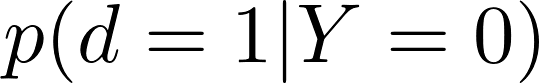 p(d = 1|Y = 0)